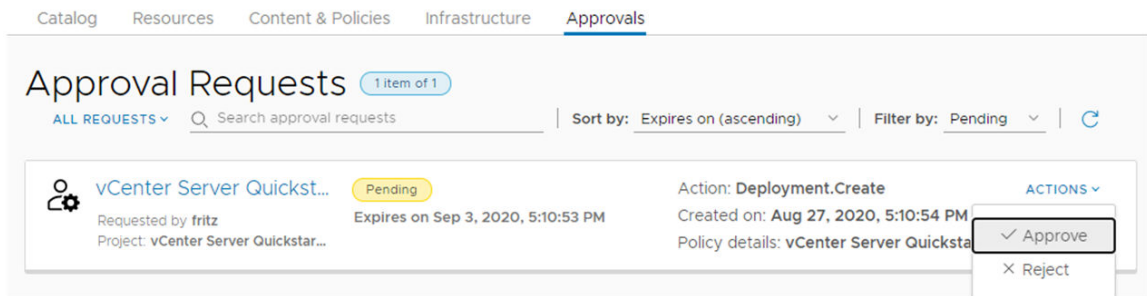 Catalog Resources Content & Policies Infrastructure Approvals
Approval Requests 1 item of 1
ALL REQUESTS Search approval requests Sort by: Expires on (ascending) Filter by: Pending
vCenter Server Quickst... Pending Action: Deployment.Create ACTIONS
Requested by fritz Expires on Sep 3, 2020, 5:10:53 PM Created on: Aug 27, 2020, 5:10:54 PM Approve
Project: vCenter Server Quickstar... Policy details: vCenter Server Quicksta
Reject